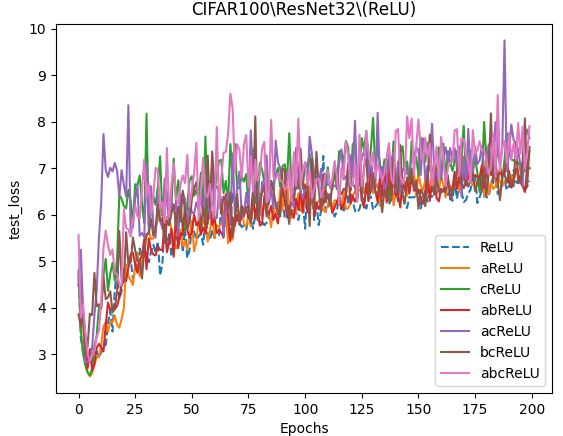 CIFAR100\ResNet32\(ReLU)
10
9
8
7
6
5
4
3
test_loss
0
25
50
75
100
125
150
175
200
Epochs
ReLU
aReLU
cReLU
abReLU
acReLU
bcReLU
abcReLU